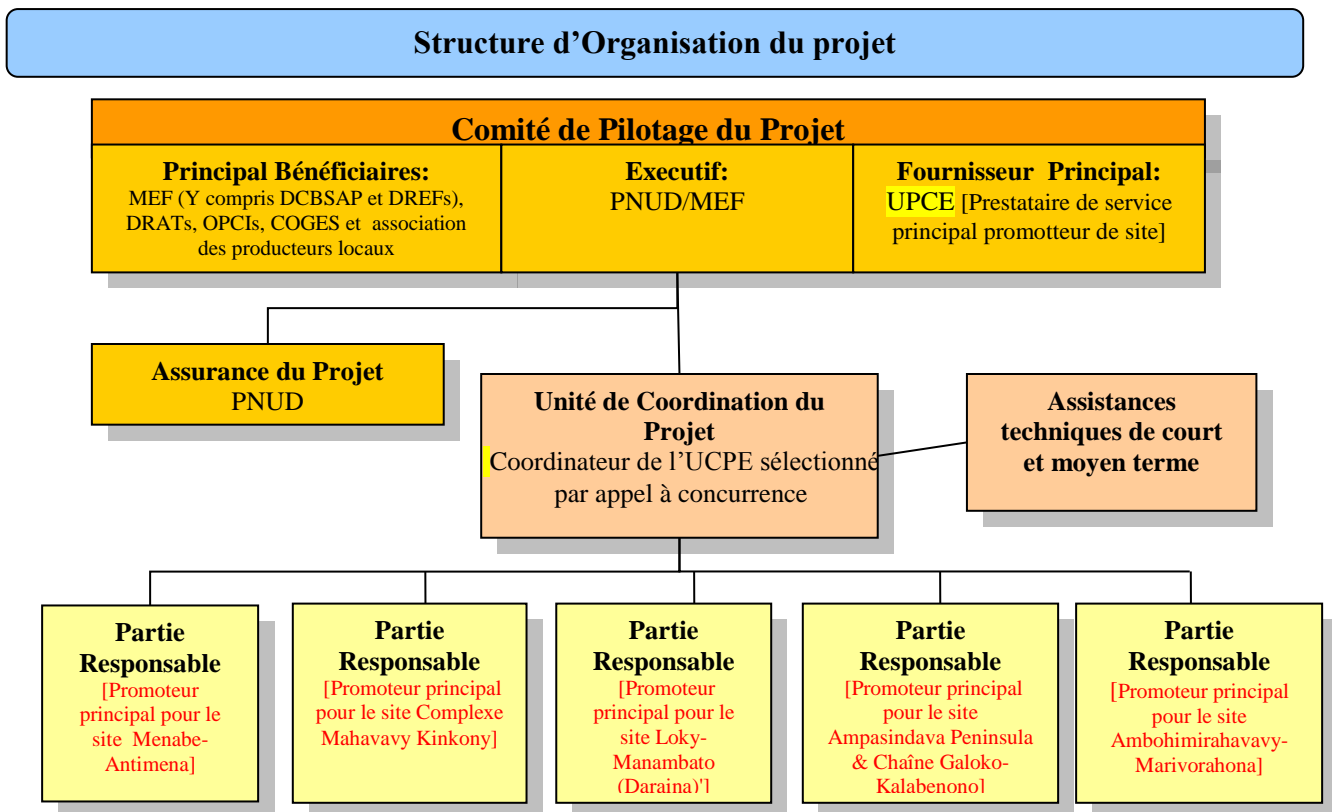 Structure d’Organisation du projet
Comité de Pilotage du Projet
Principal Bénéficiaires:
MEF (Y compris DCBSAP et DREFs),
DRATs, OPCIs, COGES et association
des producteurs locaux
Executif:
PNUD/MEF
Fournisseur Principal:
UPCE [Prestataire de service
principal promotteur de site]
Assurance du Projet
PNUD
Unité de Coordination du
Projet
Coordinateur de l’UCPE sélectionné
par appel à concurrence
Assistances
techniques de court
et moyen terme
Partie
Responsable
[Promoteur
principal pour le
site Menabe-
Antimena]
Partie
Responsable
[Promoteur principal
pour le site Complexe
Mahavavy Kinkony]
Partie
Responsable
[Promoteur
principal pour le
site Loky-
Manambato
(Daraina)']
Partie
Responsable
[Promoteur principal
pour le site
Ampasindava Peninsula
& Chaîne Galoko-
Kalabenono]
Partie
Responsable
[Promoteur principal
pour le site
Ambohimirahavavy-
Marivorahona]